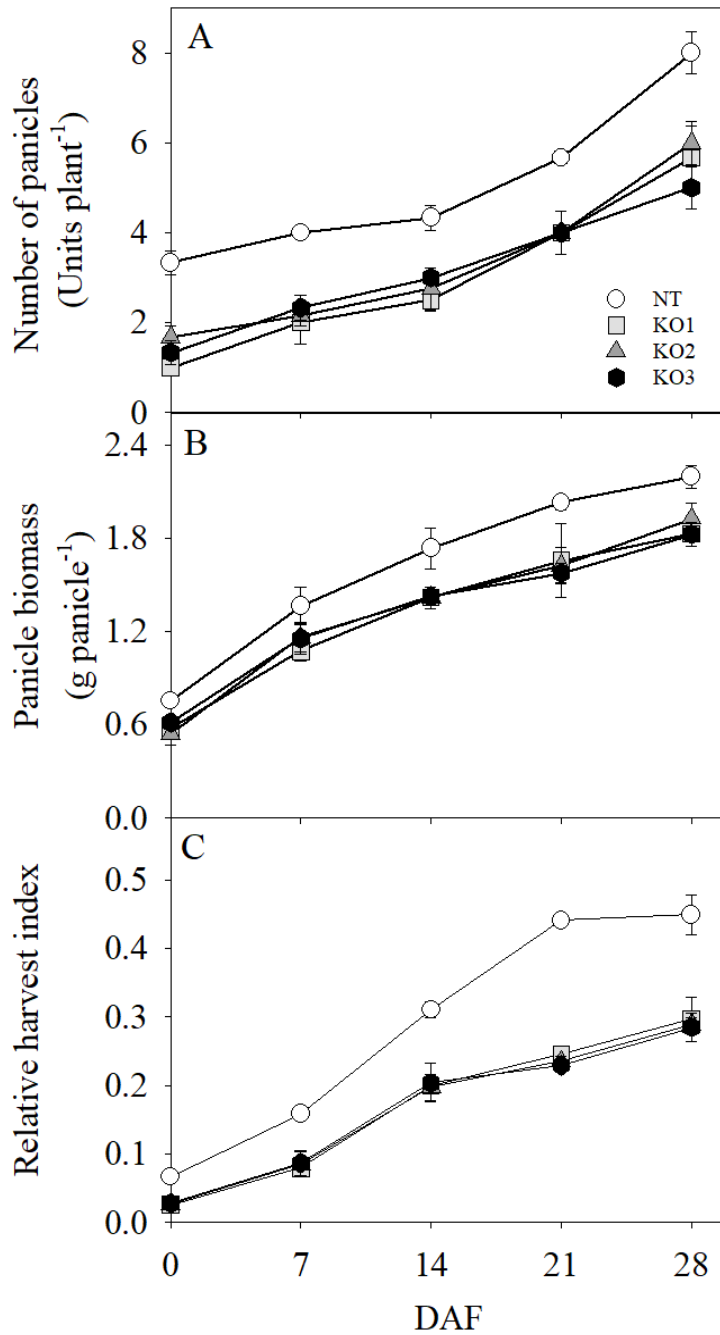 A
Number of panicles
(Units plant⁻¹)
8
6
4
2
0
NT
KO1
KO2
KO3
B
Panicle biomass
(g panicle⁻¹)
2.4
1.8
1.2
0.6
0.0
C
Relative harvest index
0.5
0.4
0.3
0.2
0.1
0.0
0 7 14 21 28
DAF